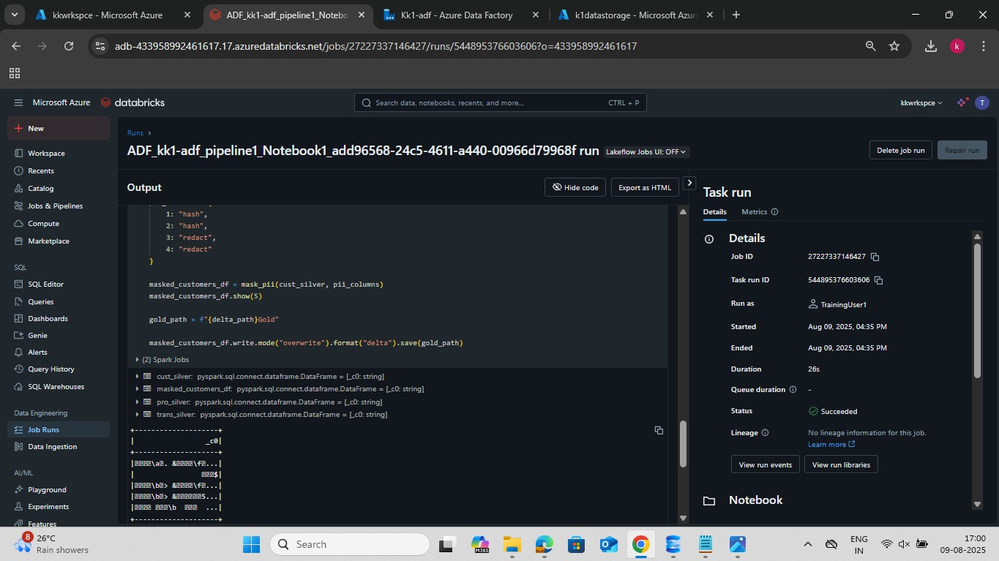 kkwrkspce - Microsoft Azure
ADF_kk1-adf_pipeline1_Notebo
Kk1-adf - Azure Data Factory
k1datastorage - Microsoft Azur
adb-433958992461617.17.azuredatabricks.net/jobs/27227337146427/runs/544895376603606?o=433958992461617
k
Microsoft Azure
databricks
Search data, notebooks, recents, and more...
CTRL + P
kkwrkspce
T
New
Workspace
Recents
Catalog
Jobs & Pipelines
Compute
Marketplace
SQL
SQL Editor
Queries
Dashboards
Genie
Alerts
Query History
SQL Warehouses
Data Engineering
Job Runs
Data Ingestion
AI/ML
Playground
Experiments
Features
Runs ›
ADF_kk1-adf_pipeline1_Notebook1_add96568-24c5-4611-a440-00966d79968f run
Lakeflow Jobs UI: OFF
Delete job run
Repair run
Output
Hide code
Export as HTML
1: "hash",
2: "hash",
3: "redact",
4: "redact"
}
masked_customers_df = mask_pii(cust_silver, pii_columns)
masked_customers_df.show(5)
gold_path = f"{delta_path}Gold"
masked_customers_df.write.mode("overwrite").format("delta").save(gold_path)
(2) Spark Jobs
cust_silver: pyspark.sql.connect.dataframe.DataFrame = [_c0: string]
masked_customers_df: pyspark.sql.connect.dataframe.DataFrame = [_c0: string]
pro_silver: pyspark.sql.connect.dataframe.DataFrame = [_c0: string]
trans_silver: pyspark.sql.connect.dataframe.DataFrame = [_c0: string]
+--------------------+
| _c0|
+--------------------+
+--------------------+
Task run
Details
Metrics
Details
Job ID 27227337146427
Task run ID 544895376603606
Run as TrainingUser1
Started Aug 09, 2025, 04:35 PM
Ended Aug 09, 2025, 04:35 PM
Duration 26s
Queue duration -
Status Succeeded
Lineage No lineage information for this job.
Learn more
View run events
View run libraries
Notebook
8
26°C
Rain showers
Search
M365
ENG
IN
17:00
09-08-2025